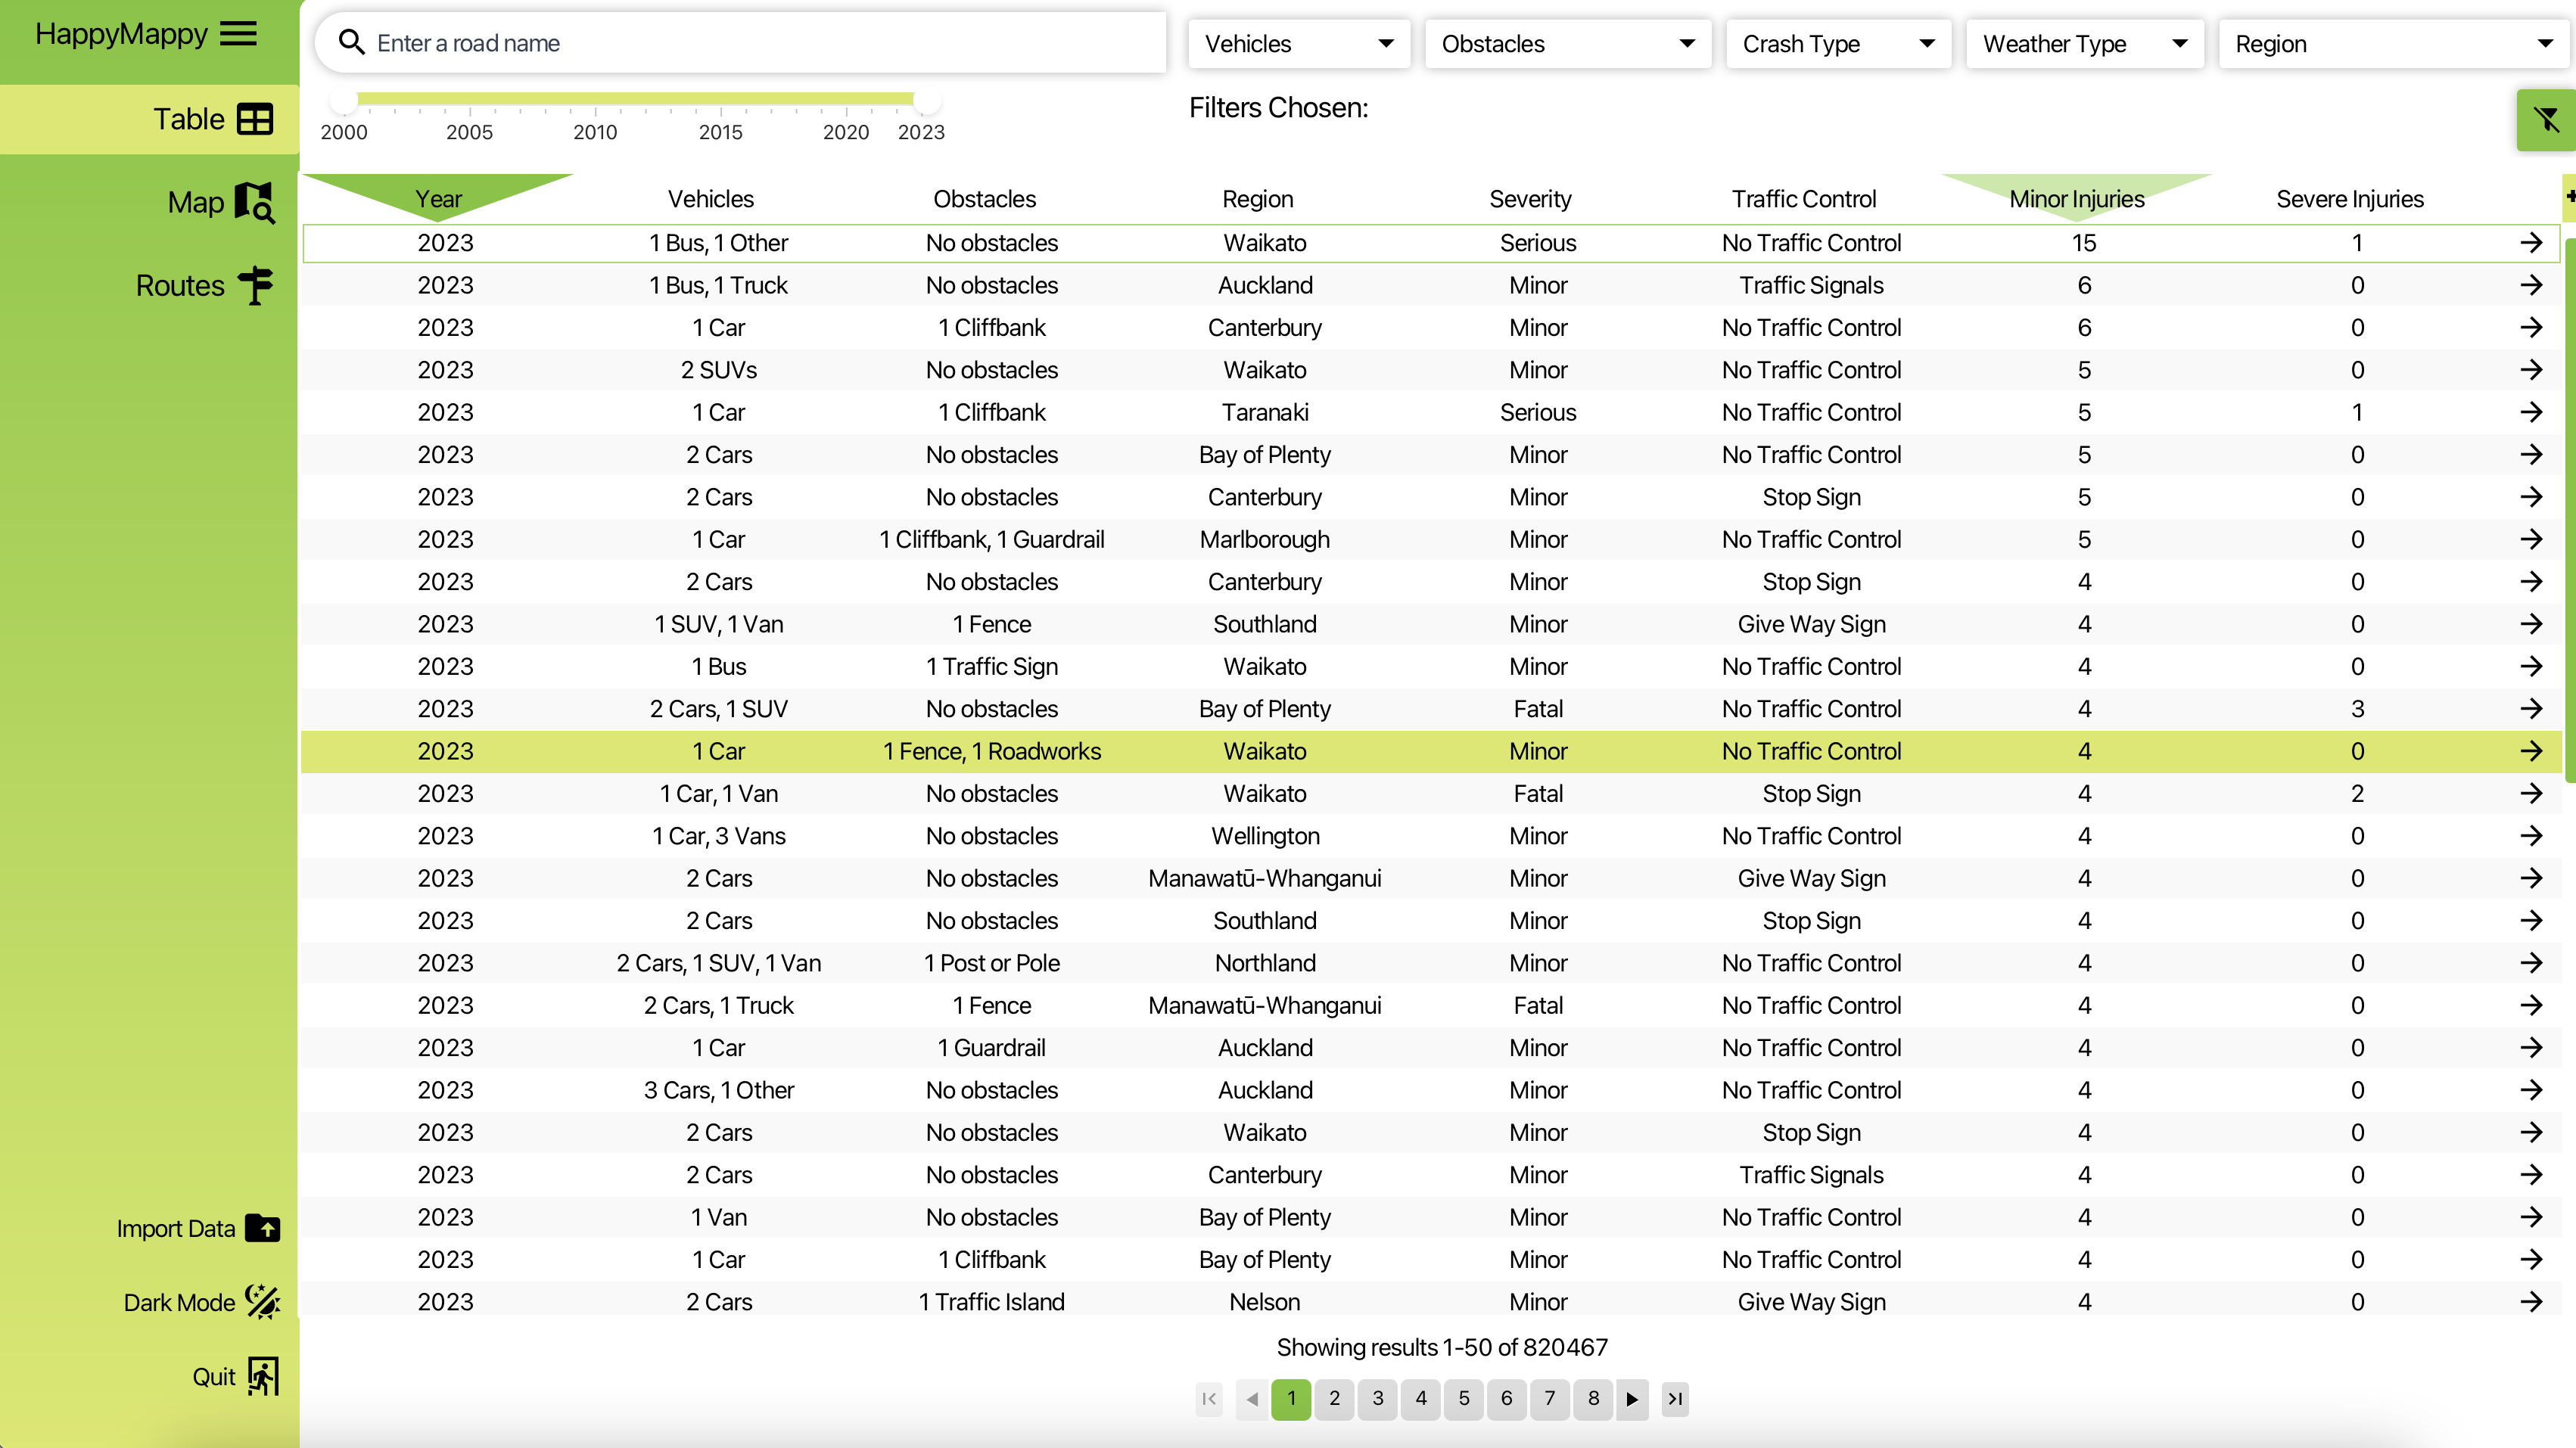 HappyMappy
Enter a road name
Vehicles Obstacles Crash Type Weather Type Region
Table
2000 2005 2010 2015 2020 2023
Filters Chosen:
Map
Routes
Year Vehicles Obstacles Region Severity Traffic Control Minor Injuries Severe Injuries
2023 1 Bus, 1 Other No obstacles Waikato Serious No Traffic Control 15 1
2023 1 Bus, 1 Truck No obstacles Auckland Minor Traffic Signals 6 0
2023 1 Car 1 Cliffbank Canterbury Minor No Traffic Control 6 0
2023 2 SUVs No obstacles Waikato Minor No Traffic Control 5 0
2023 1 Car 1 Cliffbank Taranaki Serious No Traffic Control 5 1
2023 2 Cars No obstacles Bay of Plenty Minor No Traffic Control 5 0
2023 2 Cars No obstacles Canterbury Minor Stop Sign 5 0
2023 1 Car 1 Cliffbank, 1 Guardrail Marlborough Minor No Traffic Control 5 0
2023 2 Cars No obstacles Canterbury Minor Stop Sign 4 0
2023 1 SUV, 1 Van 1 Fence Southland Minor Give Way Sign 4 0
2023 1 Bus 1 Traffic Sign Waikato Minor No Traffic Control 4 0
2023 2 Cars, 1 SUV No obstacles Bay of Plenty Fatal No Traffic Control 4 3
2023 1 Car 1 Fence, 1 Roadworks Waikato Minor No Traffic Control 4 0
2023 1 Car, 1 Van No obstacles Waikato Fatal Stop Sign 4 2
2023 1 Car, 3 Vans No obstacles Wellington Minor No Traffic Control 4 0
2023 2 Cars No obstacles Manawatū-Whanganui Minor Give Way Sign 4 0
2023 2 Cars No obstacles Southland Minor Stop Sign 4 0
2023 2 Cars, 1 SUV, 1 Van 1 Post or Pole Northland Minor No Traffic Control 4 0
2023 2 Cars, 1 Truck 1 Fence Manawatū-Whanganui Fatal No Traffic Control 4 0
2023 1 Car 1 Guardrail Auckland Minor No Traffic Control 4 0
2023 3 Cars, 1 Other No obstacles Auckland Minor No Traffic Control 4 0
2023 2 Cars No obstacles Waikato Minor Stop Sign 4 0
2023 2 Cars No obstacles Canterbury Minor Traffic Signals 4 0
2023 1 Van No obstacles Bay of Plenty Minor No Traffic Control 4 0
2023 1 Car 1 Cliffbank Bay of Plenty Minor No Traffic Control 4 0
2023 2 Cars 1 Traffic Island Nelson Minor Give Way Sign 4 0
Import Data
Dark Mode
Quit
Showing results 1-50 of 820467
1 2 3 4 5 6 7 8